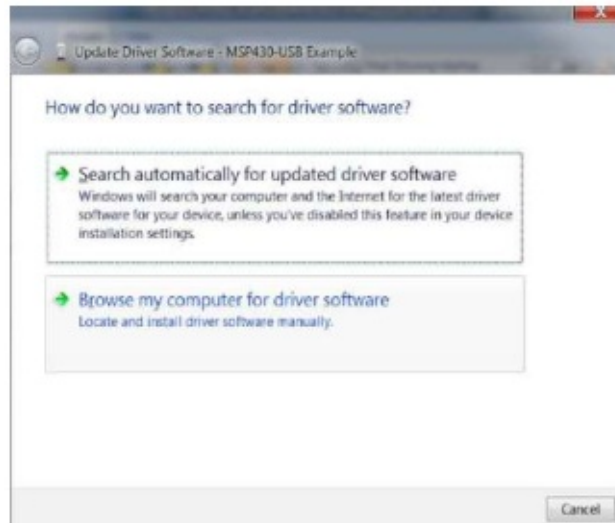 Update Driver Software - MSP430-USB Example
How do you want to search for driver software?
Search automatically for updated driver software
Windows will search your computer and the Internet for the latest driver
software for your device, unless you've disabled this feature in your device
installation settings.
Browse my computer for driver software
Locate and install driver software manually.
Cancel